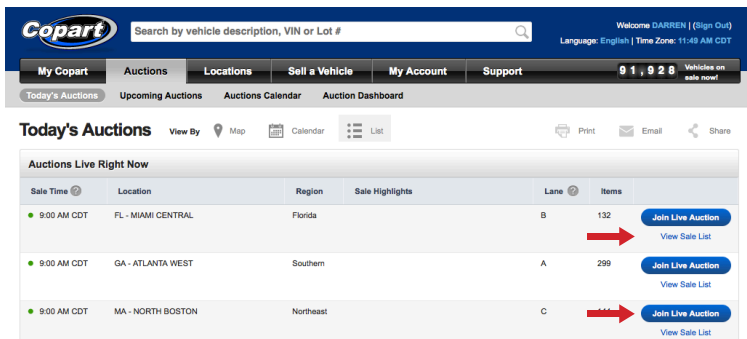 Copart
Search by vehicle description, VIN or Lot #
Welcome DARREN | (Sign Out)
Language: English | Time Zone: 11:49 AM CDT
My Copart Auctions Locations Sell a Vehicle My Account Support 91,928 Vehicles on sale now!
Today's Auctions Upcoming Auctions Auctions Calendar Auction Dashboard
Today's Auctions View By Map Calendar List Print Email Share
Auctions Live Right Now
Sale Time ? Location Region Sale Highlights Lane ? Items
9:00 AM CDT FL - MIAMI CENTRAL Florida B 132 Join Live Auction
View Sale List
9:00 AM CDT GA - ATLANTA WEST Southern A 299 Join Live Auction
View Sale List
9:00 AM CDT MA - NORTH BOSTON Northeast C Join Live Auction
View Sale List